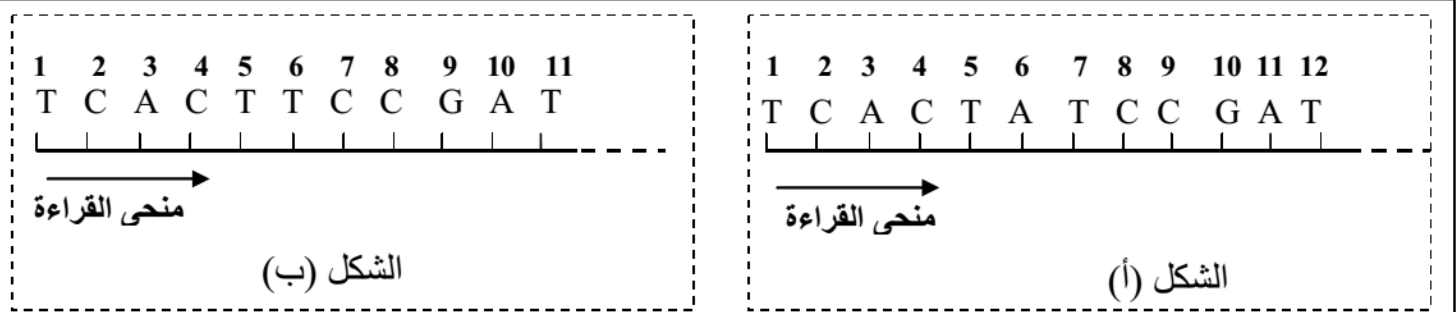 1 2 3 4 5 6 7 8 9 10 11 12
T C A C T A T C C G A T
منحى القراءة
الشكل (أ)
1 2 3 4 5 6 7 8 9 10 11
T C A C T T C C G A T
منحى القراءة
الشكل (ب)